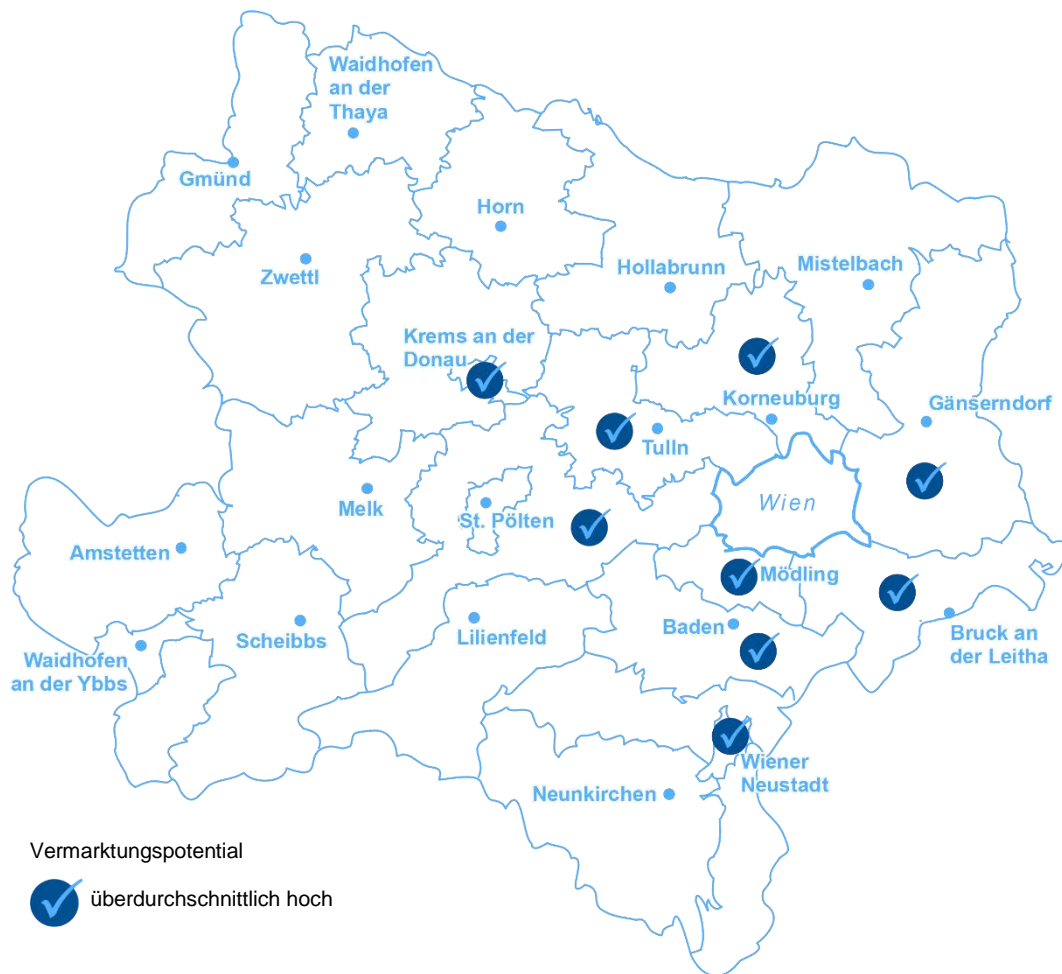 Waidhofen
an der
Thaya
Gmünd
Horn
Zwettl
Hollabrunn
Mistelbach
Krems an der
Donau
Korneuburg
Gänserndorf
Tulln
Melk
St. Pölten
Wien
Amstetten
Mödling
Scheibbs
Lilienfeld
Baden
Bruck an
der Leitha
Waidhofen
an der Ybbs
Wiener
Neustadt
Neunkirchen
Vermarktungspotential
überdurchschnittlich hoch